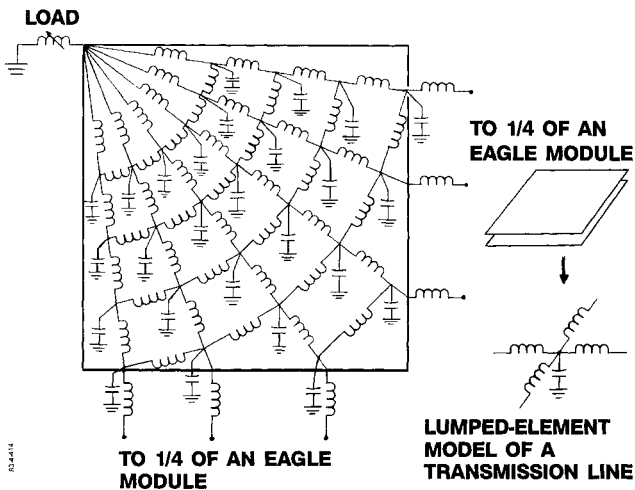 LOAD
TO 1/4 OF AN
EAGLE MODULE
LUMPED-ELEMENT
MODEL OF A
TRANSMISSION LINE
TO 1/4 OF AN EAGLE
MODULE